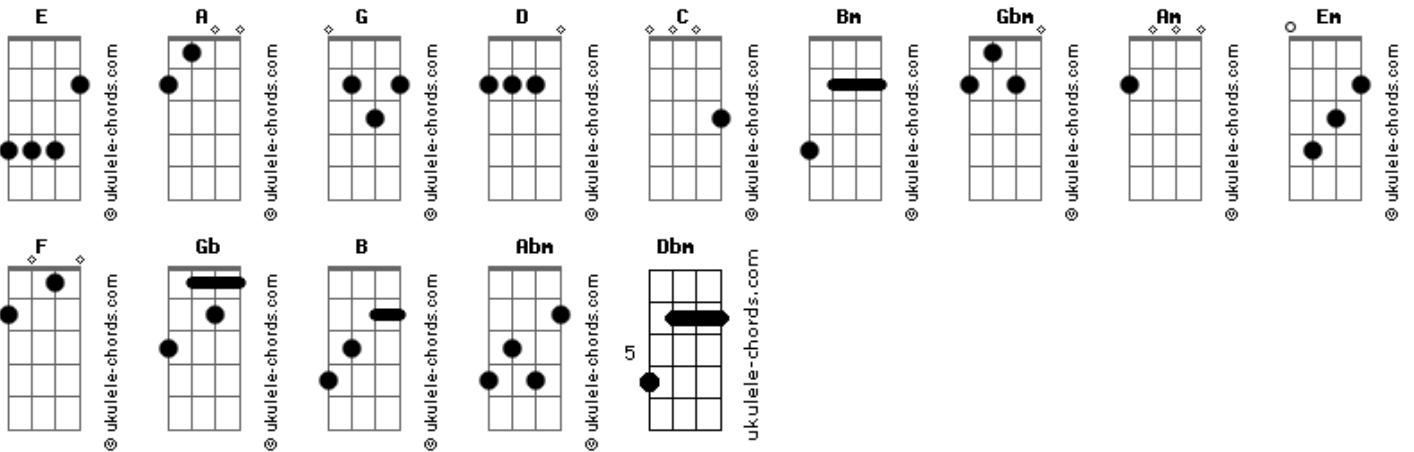 E A G D C Bm Gbm Am Em
© ukulele-chords.com © ukulele-chords.com © ukulele-chords.com © ukulele-chords.com © ukulele-chords.com © ukulele-chords.com © ukulele-chords.com © ukulele-chords.com © ukulele-chords.com
F Gb B Abm Dbm
© ukulele-chords.com © ukulele-chords.com © ukulele-chords.com © ukulele-chords.com ukulele-chords.com
5